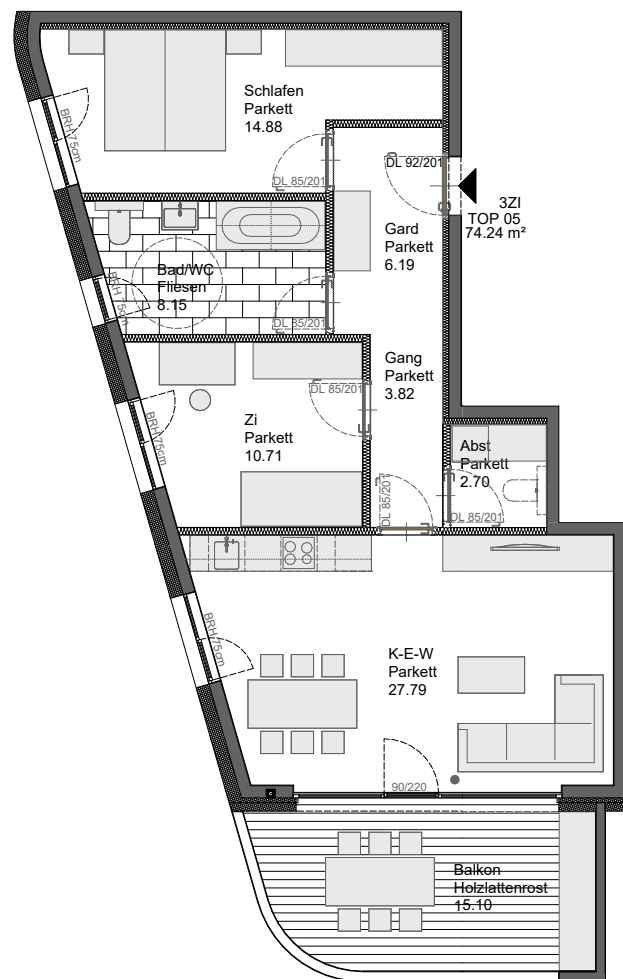 Schlafen
Parkett
14.88
BRH 75cm
DL 85/201
DL 92/201
3ZI
TOP 05
74.24 m²
Gard
Parkett
6.19
Bad/WC
Fliesen
8.15
BRH 75cm
DL 85/201
Gang
Parkett
3.82
DL 85/201
Zi
Parkett
10.71
BRH 75cm
Abst
Parkett
2.70
DL 85/201
DL 85/201
K-E-W
Parkett
27.79
BRH 75cm
90/220
Balkon
Holzlattenrost
15.10